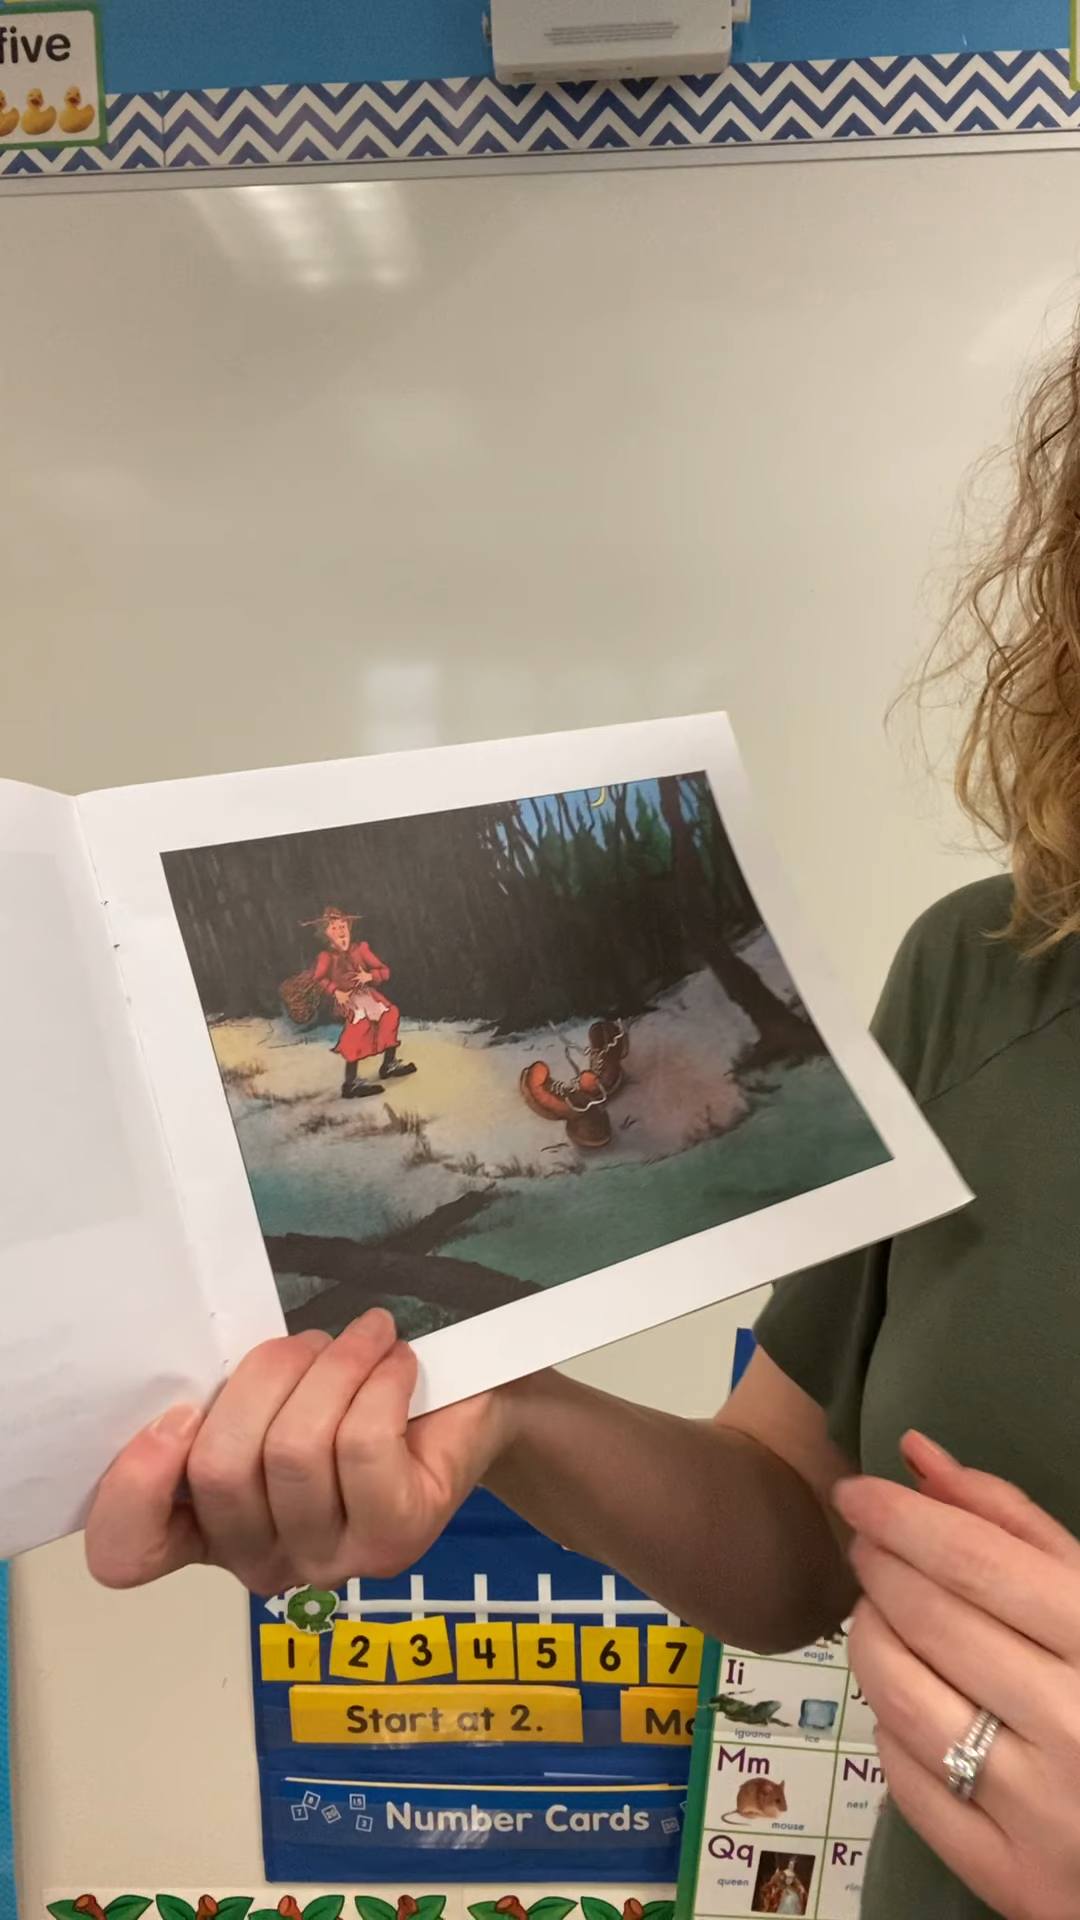 five
1 2 3 4 5 6 7
Start at 2.
Number Cards
eagle
Ii
iguana
ice
Mm
mouse
Nn
nest
Qq
queen
Rr